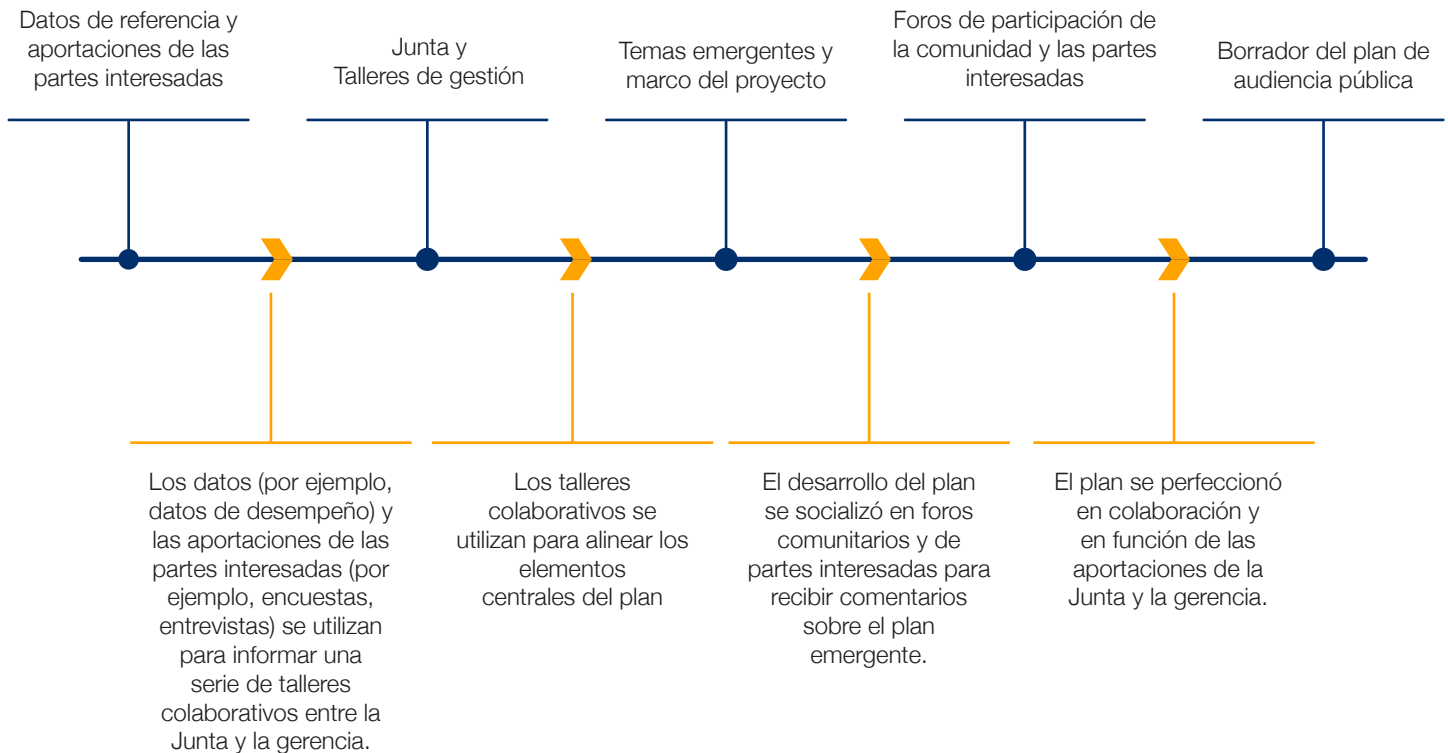 Datos de referencia y
aportaciones de las
partes interesadas
Junta y
Talleres de gestión
Temas emergentes y
marco del proyecto
Foros de participación de
la comunidad y las partes
interesadas
Borrador del plan de
audiencia pública
Los datos (por ejemplo,
datos de desempeño) y
las aportaciones de las
partes interesadas (por
ejemplo, encuestas,
entrevistas) se utilizan
para informar una
serie de talleres
colaborativos entre la
Junta y la gerencia.
Los talleres
colaborativos se
utilizan para alinear los
elementos
centrales del plan
El desarrollo del plan
se socializó en foros
comunitarios y de
partes interesadas para
recibir comentarios
sobre el plan
emergente.
El plan se perfeccionó
en colaboración y
en función de las
aportaciones de la
Junta y la gerencia.